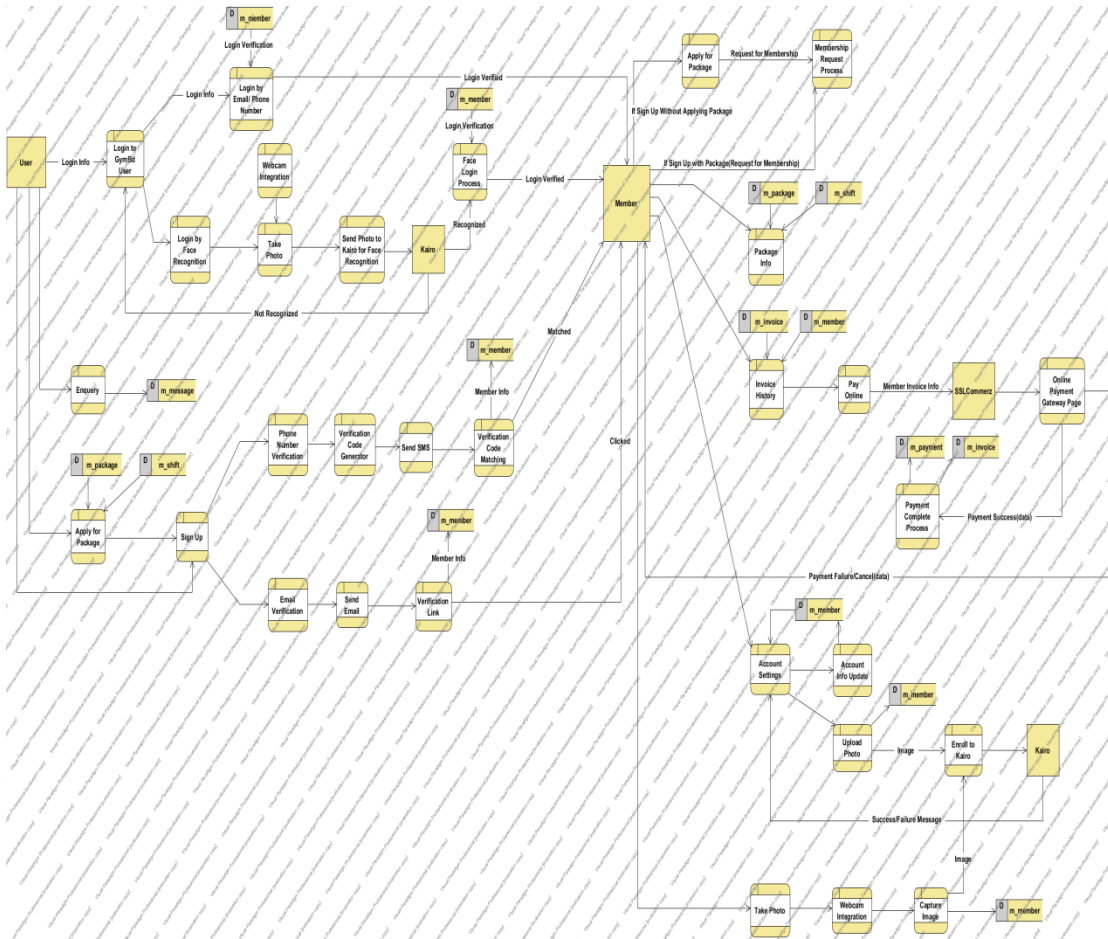 D m_member
Login Verification
Login by
Email/ Phone
Number
Login Info
Login Verified
D m_member
Login Verification
User
Login Info
Login to
GymBd
User
Webcam
Integration
Face
Login
Process
Login Verified
Recognized
Login by
Face
Recognition
Take
Photo
Send Photo to
Kairo for Face
Recognition
Kairo
Not Recognized
Enquery
D m_message
D m_package
D m_shift
Apply for
Package
Sign Up
Phone
Number
Verification
Verification
Code
Generator
Send SMS
Verification
Code
Matching
Member Info
D m_member
Matched
Email
Verification
Send
Email
Verification
Link
Member Info
D m_member
Clicked
Member
Apply for
Package
Request for Membership
Membership
Request
Process
If Sign Up Without Applying Package
If Sign Up with Package(Request for Membership)
D m_package
D m_shift
Package
Info
D m_invoice
D m_member
Invoice
History
Pay
Online
Member Invoice Info
SSLCommerz
Online
Payment
Gateway Page
D m_payment
D m_invoice
Payment
Complete
Process
Payment Success(data)
Payment Failure/Cancel(data)
D m_member
Account
Settings
Account
Info Update
D m_member
Upload
Photo
Image
Enroll to
Kairo
Kairo
Success/Failure Message
Image
Take Photo
Webcam
Integration
Capture
Image
D m_member